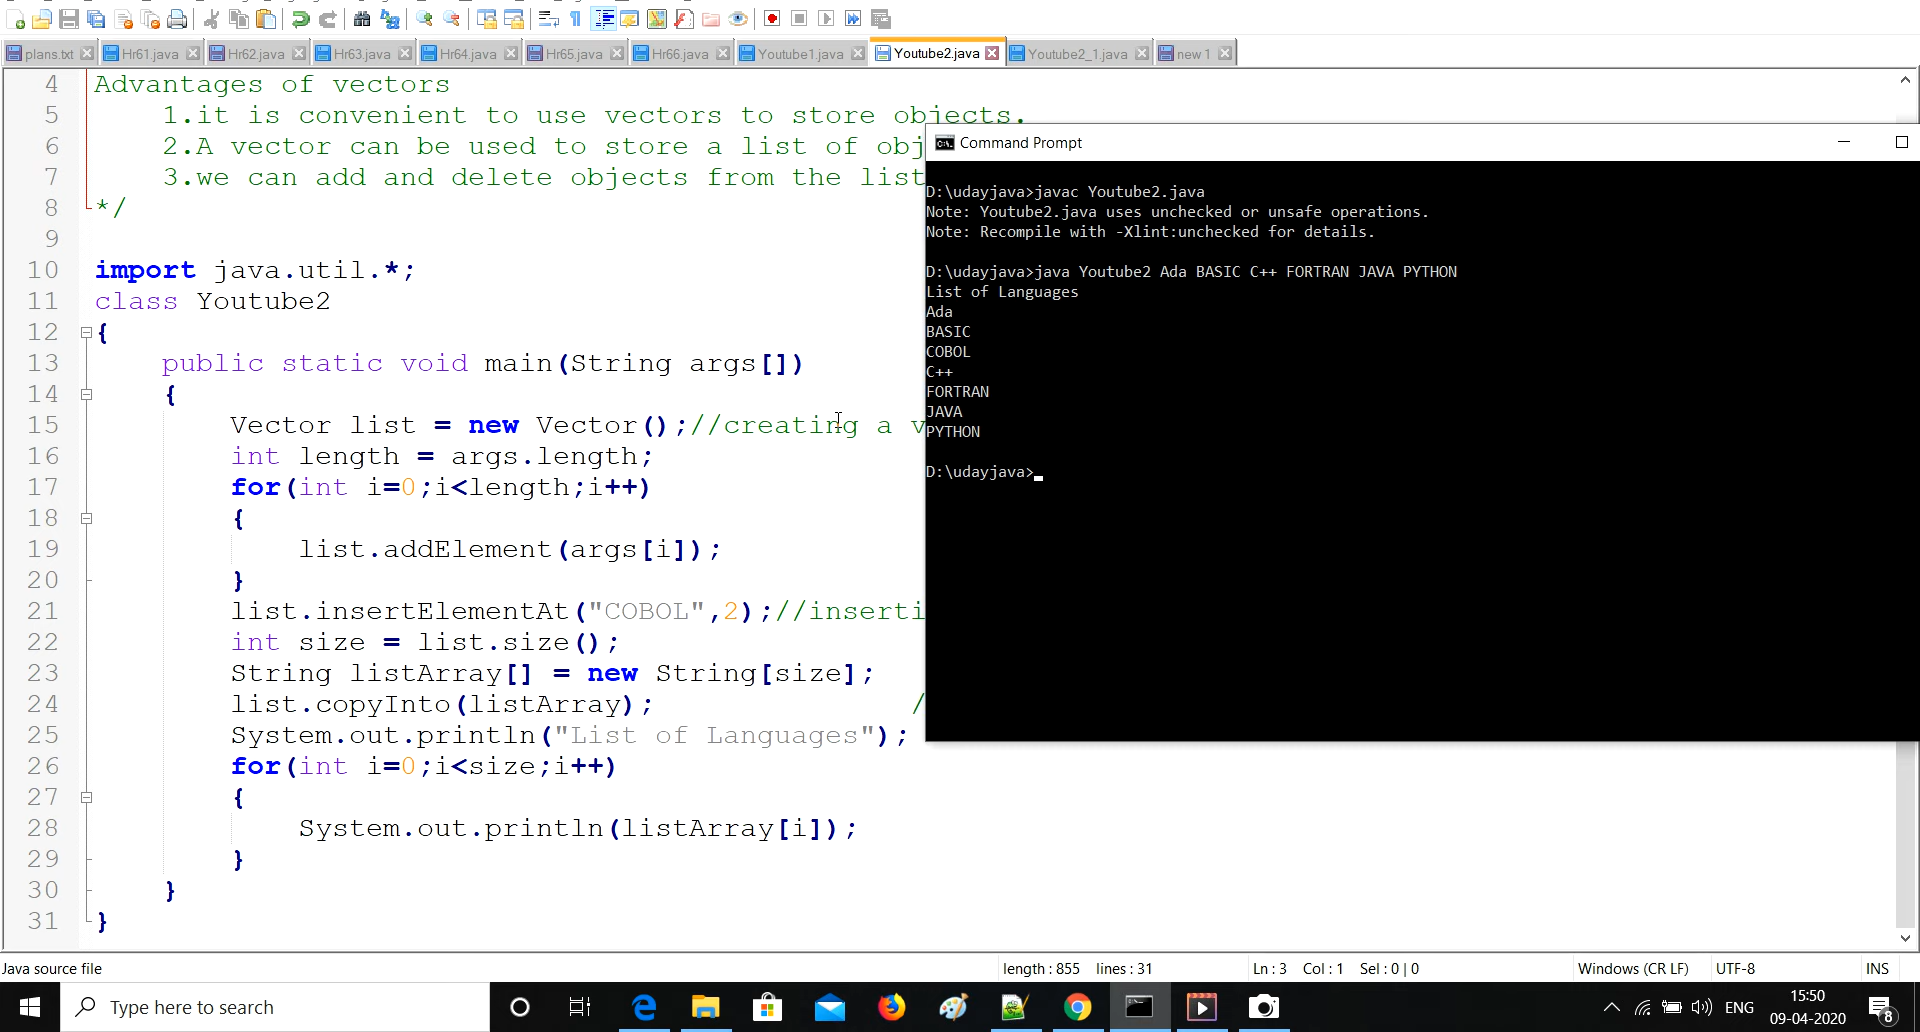 plans.txt Hr61.java Hr62.java Hr63.java Hr64.java Hr65.java Hr66.java Youtube1.java Youtube2.java Youtube2_1.java new 1
4 Advantages of vectors
5 1.it is convenient to use vectors to store objects.
6 2.A vector can be used to store a list of obj
7 3.we can add and delete objects from the list
8 */
9
10 import java.util.*;
11 class Youtube2
12 {
13 public static void main(String args[])
14 {
15 Vector list = new Vector();//creating a v
16 int length = args.length;
17 for(int i=0;i<length;i++)
18 {
19 list.addElement(args[i]);
20 }
21 list.insertElementAt("COBOL",2);//inserti
22 int size = list.size();
23 String listArray[] = new String[size];
24 list.copyInto(listArray); /
25 System.out.println("List of Languages");
26 for(int i=0;i<size;i++)
27 {
28 System.out.println(listArray[i]);
29 }
30 }
31 }
Command Prompt
D:\udayjava>javac Youtube2.java
Note: Youtube2.java uses unchecked or unsafe operations.
Note: Recompile with -Xlint:unchecked for details.
D:\udayjava>java Youtube2 Ada BASIC C++ FORTRAN JAVA PYTHON
List of Languages
Ada
BASIC
COBOL
C++
FORTRAN
JAVA
PYTHON
D:\udayjava>
Java source file length : 855 lines : 31 Ln : 3 Col : 1 Sel : 0 | 0 Windows (CR LF) UTF-8 INS
Type here to search ENG 15:50
09-04-2020 8